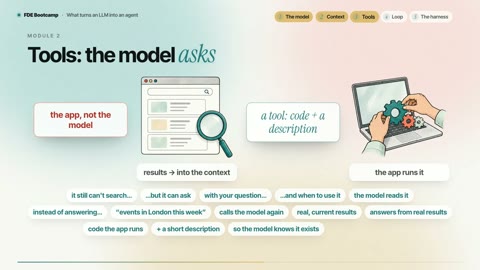 FDE Bootcamp · What turns an LLM into an agent
The model
Context
Tools
Loop
The harness
MODULE 2
Tools: the model asks
the app, not the
model
a tool: code + a
description
results → into the context
the app runs it
it still can't search...
...but it can ask
with your question...
...and when to use it
the model reads it
instead of answering...
"events in London this week"
calls the model again
real, current results
answers from real results
code the app runs
+ a short description
so the model knows it exists